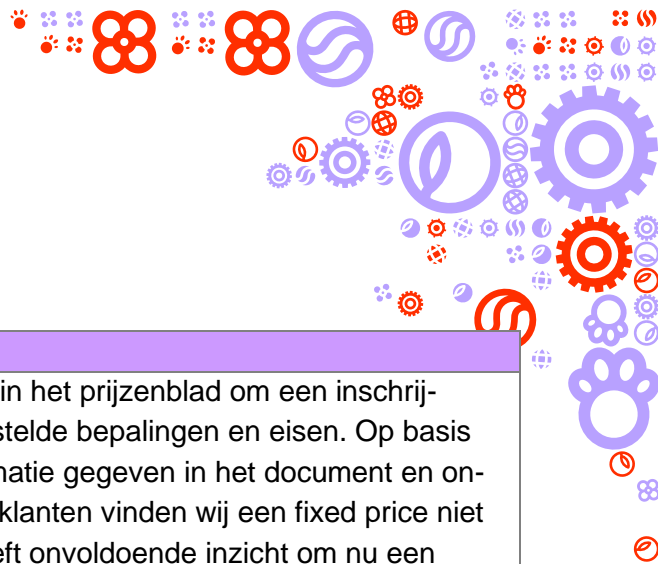 in het prijzenblad om een inschrij-
stelde bepalingen en eisen. Op basis
matie gegeven in het document en on-
klanten vinden wij een fixed price niet
eft onvoldoende inzicht om nu een